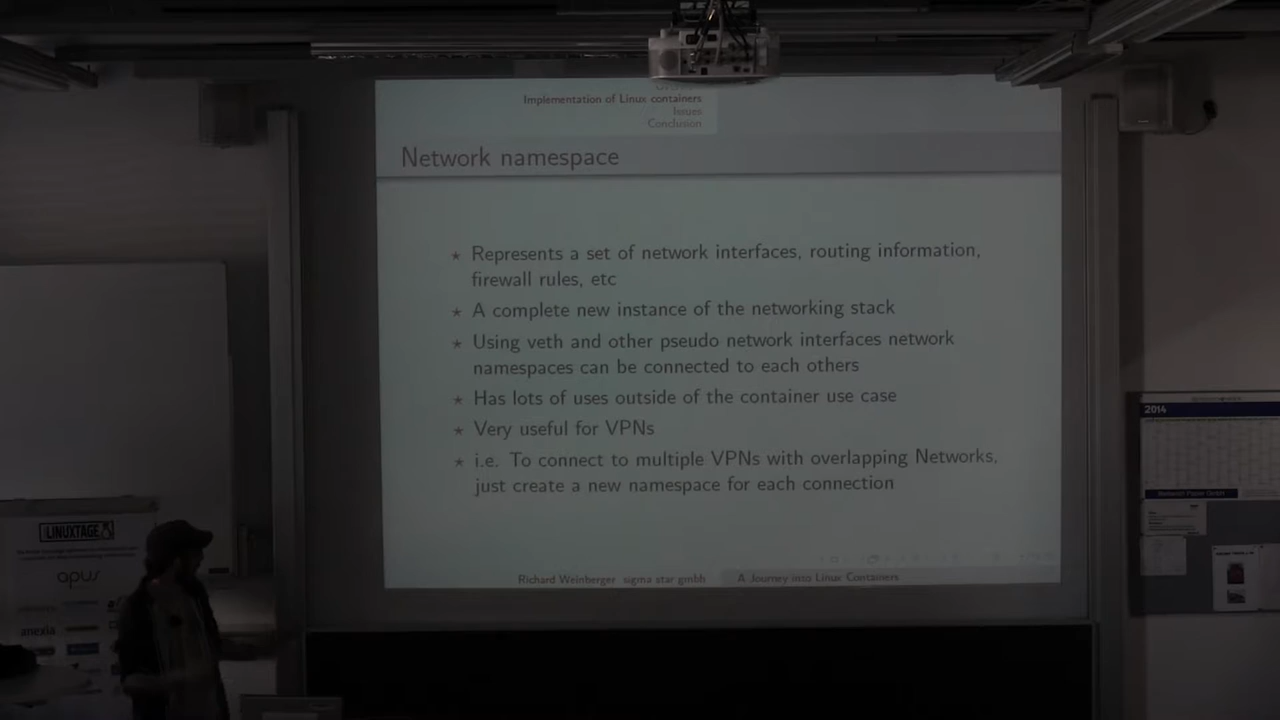 Implementation of Linux containers
Issues
Conclusion
Network namespace
⋆ Represents a set of network interfaces, routing information,
firewall rules, etc
⋆ A complete new instance of the networking stack
⋆ Using veth and other pseudo network interfaces network
namespaces can be connected to each others
⋆ Has lots of uses outside of the container use case
⋆ Very useful for VPNs
⋆ i.e. To connect to multiple VPNs with overlapping Networks,
just create a new namespace for each connection
Richard Weinberger sigma star gmbh A Journey into Linux Containers
2014
LINUXTAGE
opus
anexia